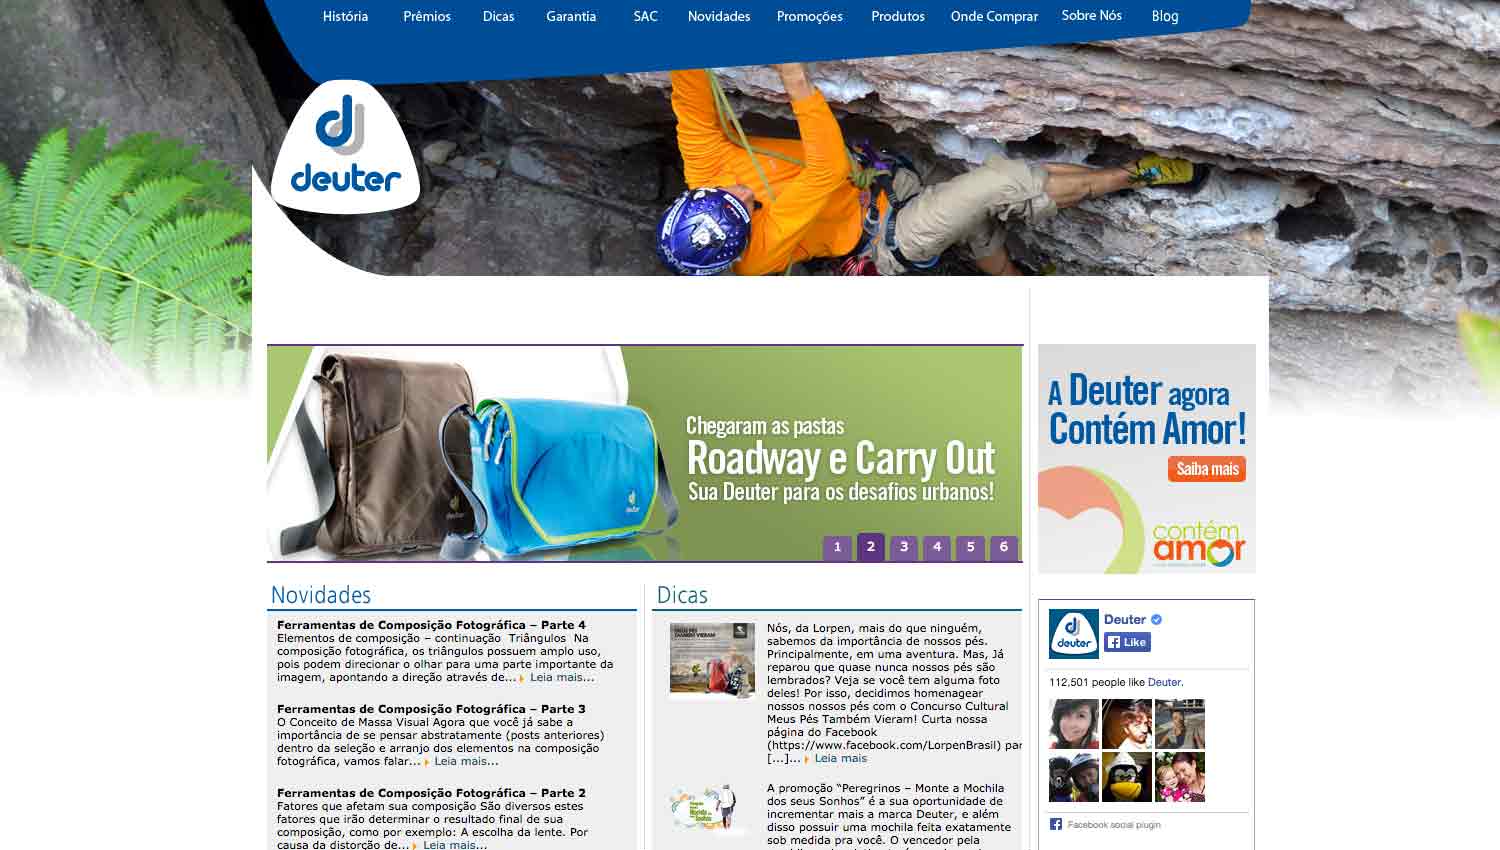 História Prêmios Dicas Garantia SAC Novidades Promoções Produtos Onde Comprar Sobre Nós Blog
deuter
Chegaram as pastas
Roadway e Carry Out
Sua Deuter para os desafios urbanos!
deuter
deuter
1 2 3 4 5 6
A Deuter agora
Contém Amor!
Saiba mais
contém
amor
Novidades
Ferramentas de Composição Fotográfica – Parte 4
Elementos de composição – continuação Triângulos Na
composição fotográfica, os triângulos possuem amplo uso,
pois podem direcionar o olhar para uma parte importante da
imagem, apontando a direção através de... Leia mais...
Ferramentas de Composição Fotográfica – Parte 3
O Conceito de Massa Visual Agora que você já sabe a
importância de se pensar abstratamente (posts anteriores)
dentro da seleção e arranjo dos elementos na composição
fotográfica, vamos falar... Leia mais...
Ferramentas de Composição Fotográfica – Parte 2
Fatores que afetam sua composição São diversos estes
fatores que irão determinar o resultado final de sua
composição, como por exemplo: A escolha da lente. Por
causa da distorção de... Leia mais...
Dicas
Nós, da Lorpen, mais do que ninguém,
sabemos da importância de nossos pés.
Principalmente, em uma aventura. Mas, Já
reparou que quase nunca nossos pés são
lembrados? Veja se você tem alguma foto
deles! Por isso, decidimos homenagear
nossos nossos pés com o Concurso Cultural
Meus Pés Também Vieram! Curta nossa
página do Facebook
(https://www.facebook.com/LorpenBrasil) par
[...]... Leia mais
A promoção “Peregrinos – Monte a Mochila
dos seus Sonhos” é a sua oportunidade de
incrementar mais a marca Deuter, e além
disso possuir uma mochila feita exatamente
sob medida pra você. O vencedor pela
deuter
Deuter
Like
112,501 people like Deuter.
Facebook social plugin